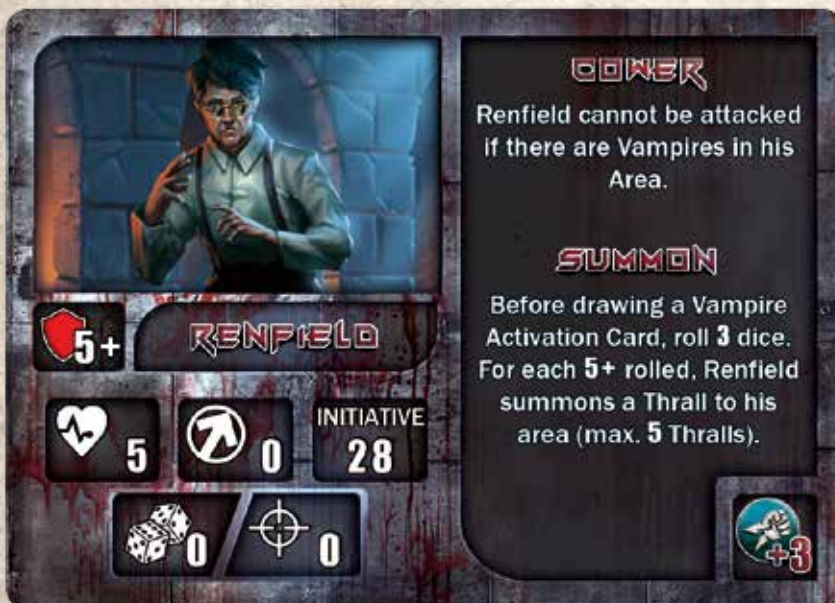 COWER
Renfield cannot be attacked
if there are Vampires in his
Area.
SUMMON
Before drawing a Vampire
Activation Card, roll 3 dice.
For each 5+ rolled, Renfield
summons a Thrall to his
area (max. 5 Thralls).
5+
RENFIELD
5
0
INITIATIVE
28
0
0
+3